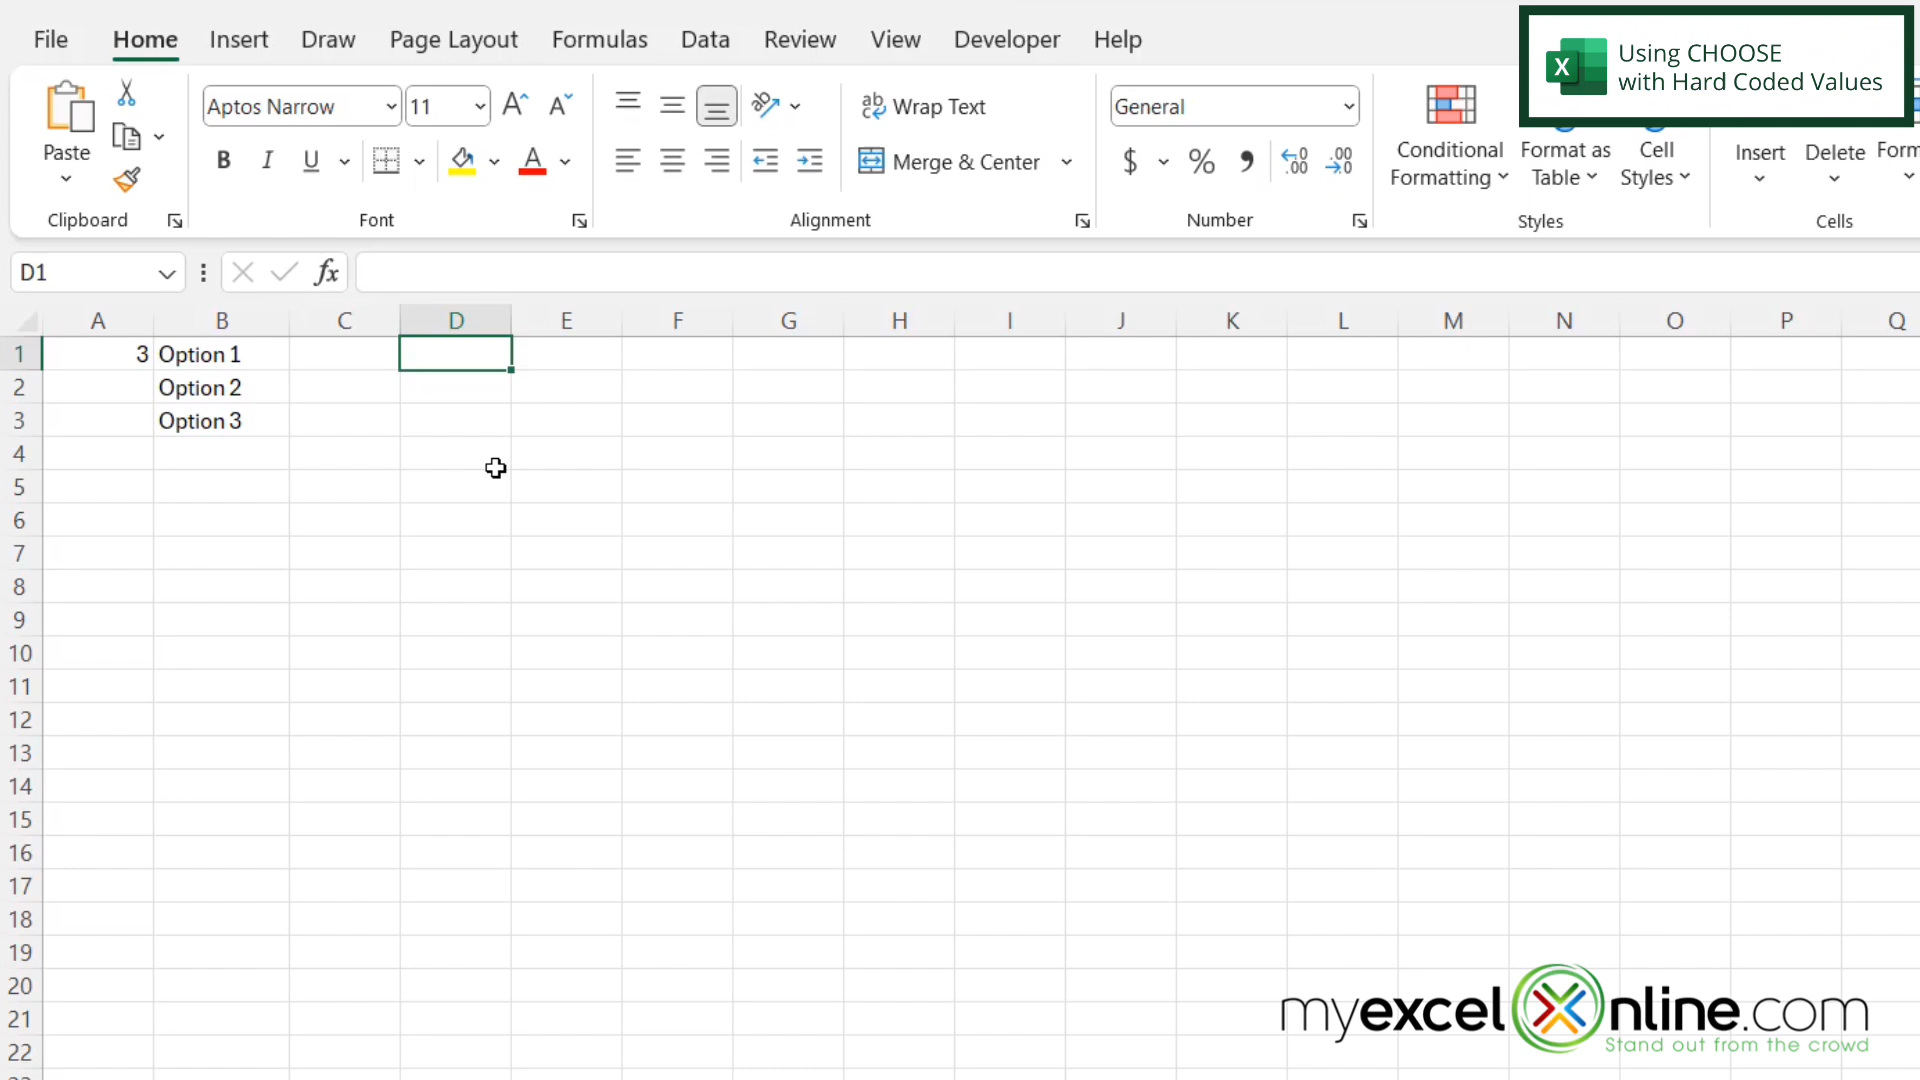 File Home Insert Draw Page Layout Formulas Data Review View Developer Help
Using CHOOSE
with Hard Coded Values
Paste
Clipboard
Aptos Narrow 11
B I U
Font
Wrap Text
Merge & Center
Alignment
General
$ % ,
Number
Conditional
Formatting
Format as
Table
Cell
Styles
Styles
Insert Delete Form
Cells
D1
fx
A B C D E F G H I J K L M N O P Q
1 3 Option 1
2 Option 2
3 Option 3
4
5
6
7
8
9
10
11
12
13
14
15
16
17
18
19
20
21
22
myexcelonline.com
Stand out from the crowd